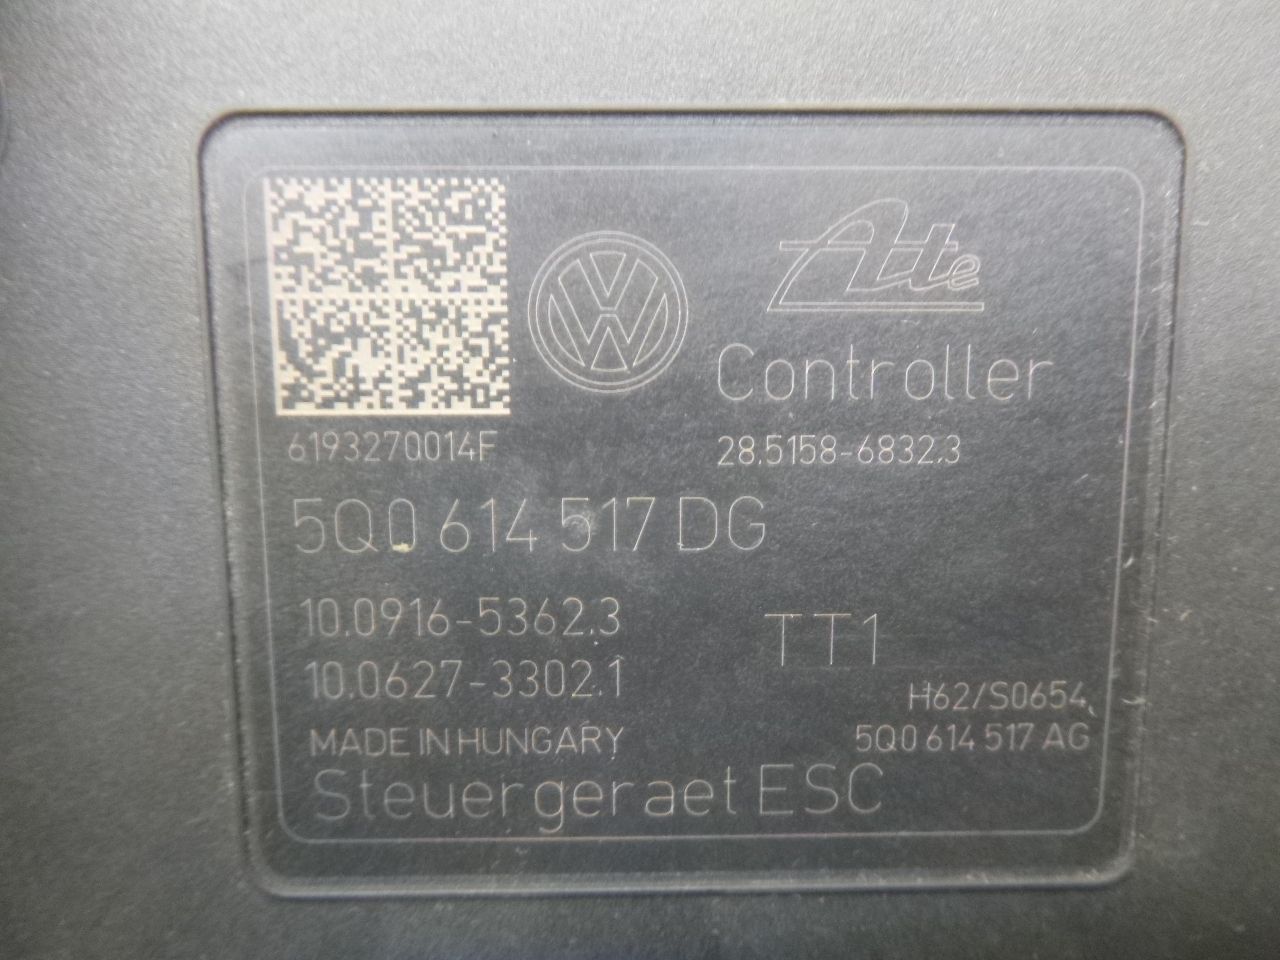 Ate
Controller
6193270014F
28.5158-6832.3
5Q0 614 517 DG
10.0916-5362.3
TT1
10.0627-3302.1
H62/S0654
MADE IN HUNGARY
5Q0 614 517 AG
Steuergeraet ESC